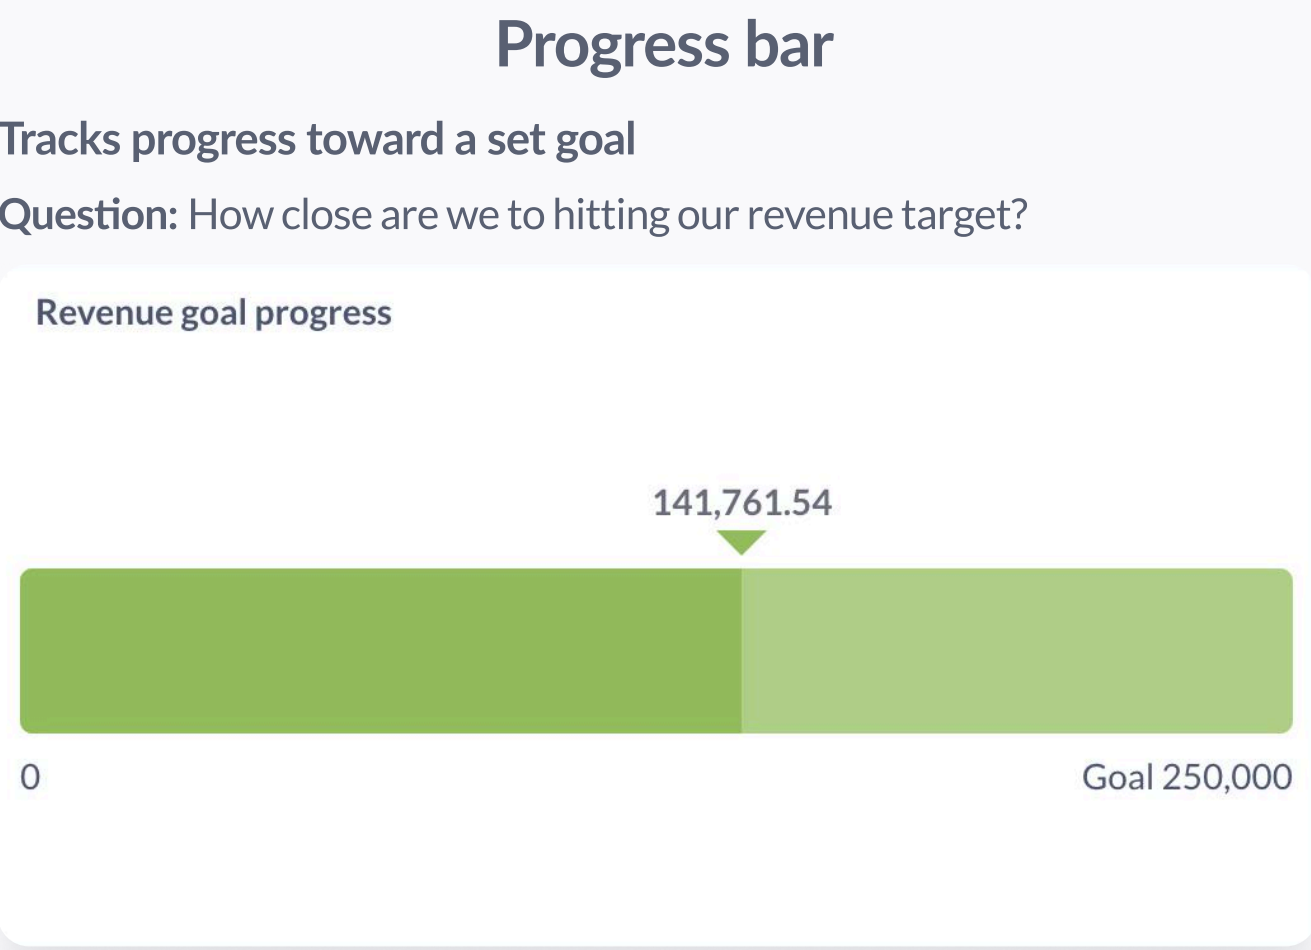 Progress bar
Tracks progress toward a set goal
Question: How close are we to hitting our revenue target?
Revenue goal progress
141,761.54
0
Goal 250,000